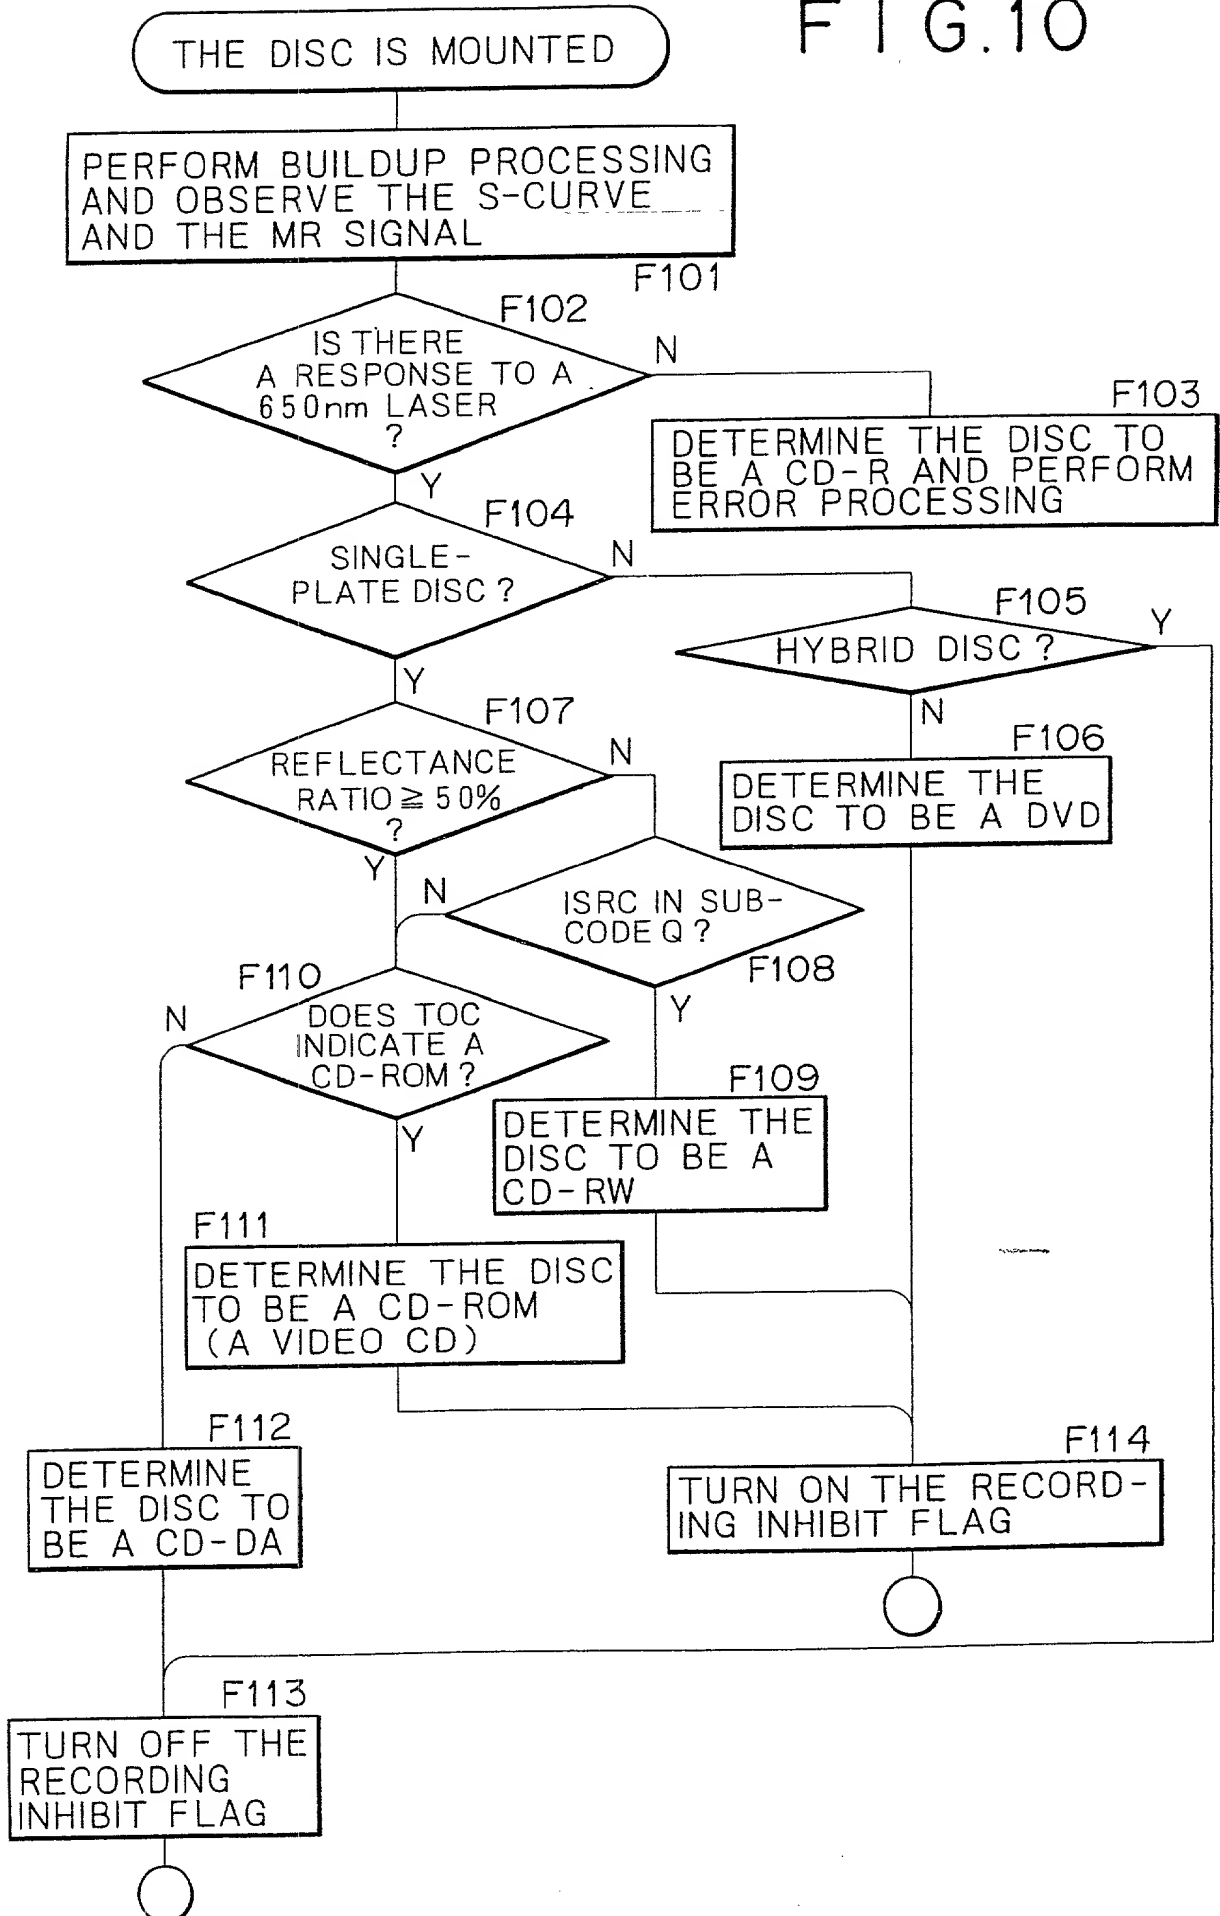 FIG.10
THE DISC IS MOUNTED
PERFORM BUILDUP PROCESSING
AND OBSERVE THE S-CURVE
AND THE MR SIGNAL
F101
F102
IS THERE
A RESPONSE TO A
650nm LASER
?
N
Y
F103
DETERMINE THE DISC TO
BE A CD-R AND PERFORM
ERROR PROCESSING
F104
SINGLE-
PLATE DISC ?
N
Y
F105
HYBRID DISC ?
Y
N
F106
DETERMINE THE
DISC TO BE A DVD
F107
REFLECTANCE
RATIO ≧ 50%
?
N
Y
ISRC IN SUB-
CODE Q ?
F108
N
Y
F109
DETERMINE THE
DISC TO BE A
CD-RW
F110
DOES TOC
INDICATE A
CD-ROM ?
N
Y
F111
DETERMINE THE DISC
TO BE A CD-ROM
(A VIDEO CD)
F112
DETERMINE
THE DISC TO
BE A CD-DA
F114
TURN ON THE RECORD-
ING INHIBIT FLAG
F113
TURN OFF THE
RECORDING
INHIBIT FLAG